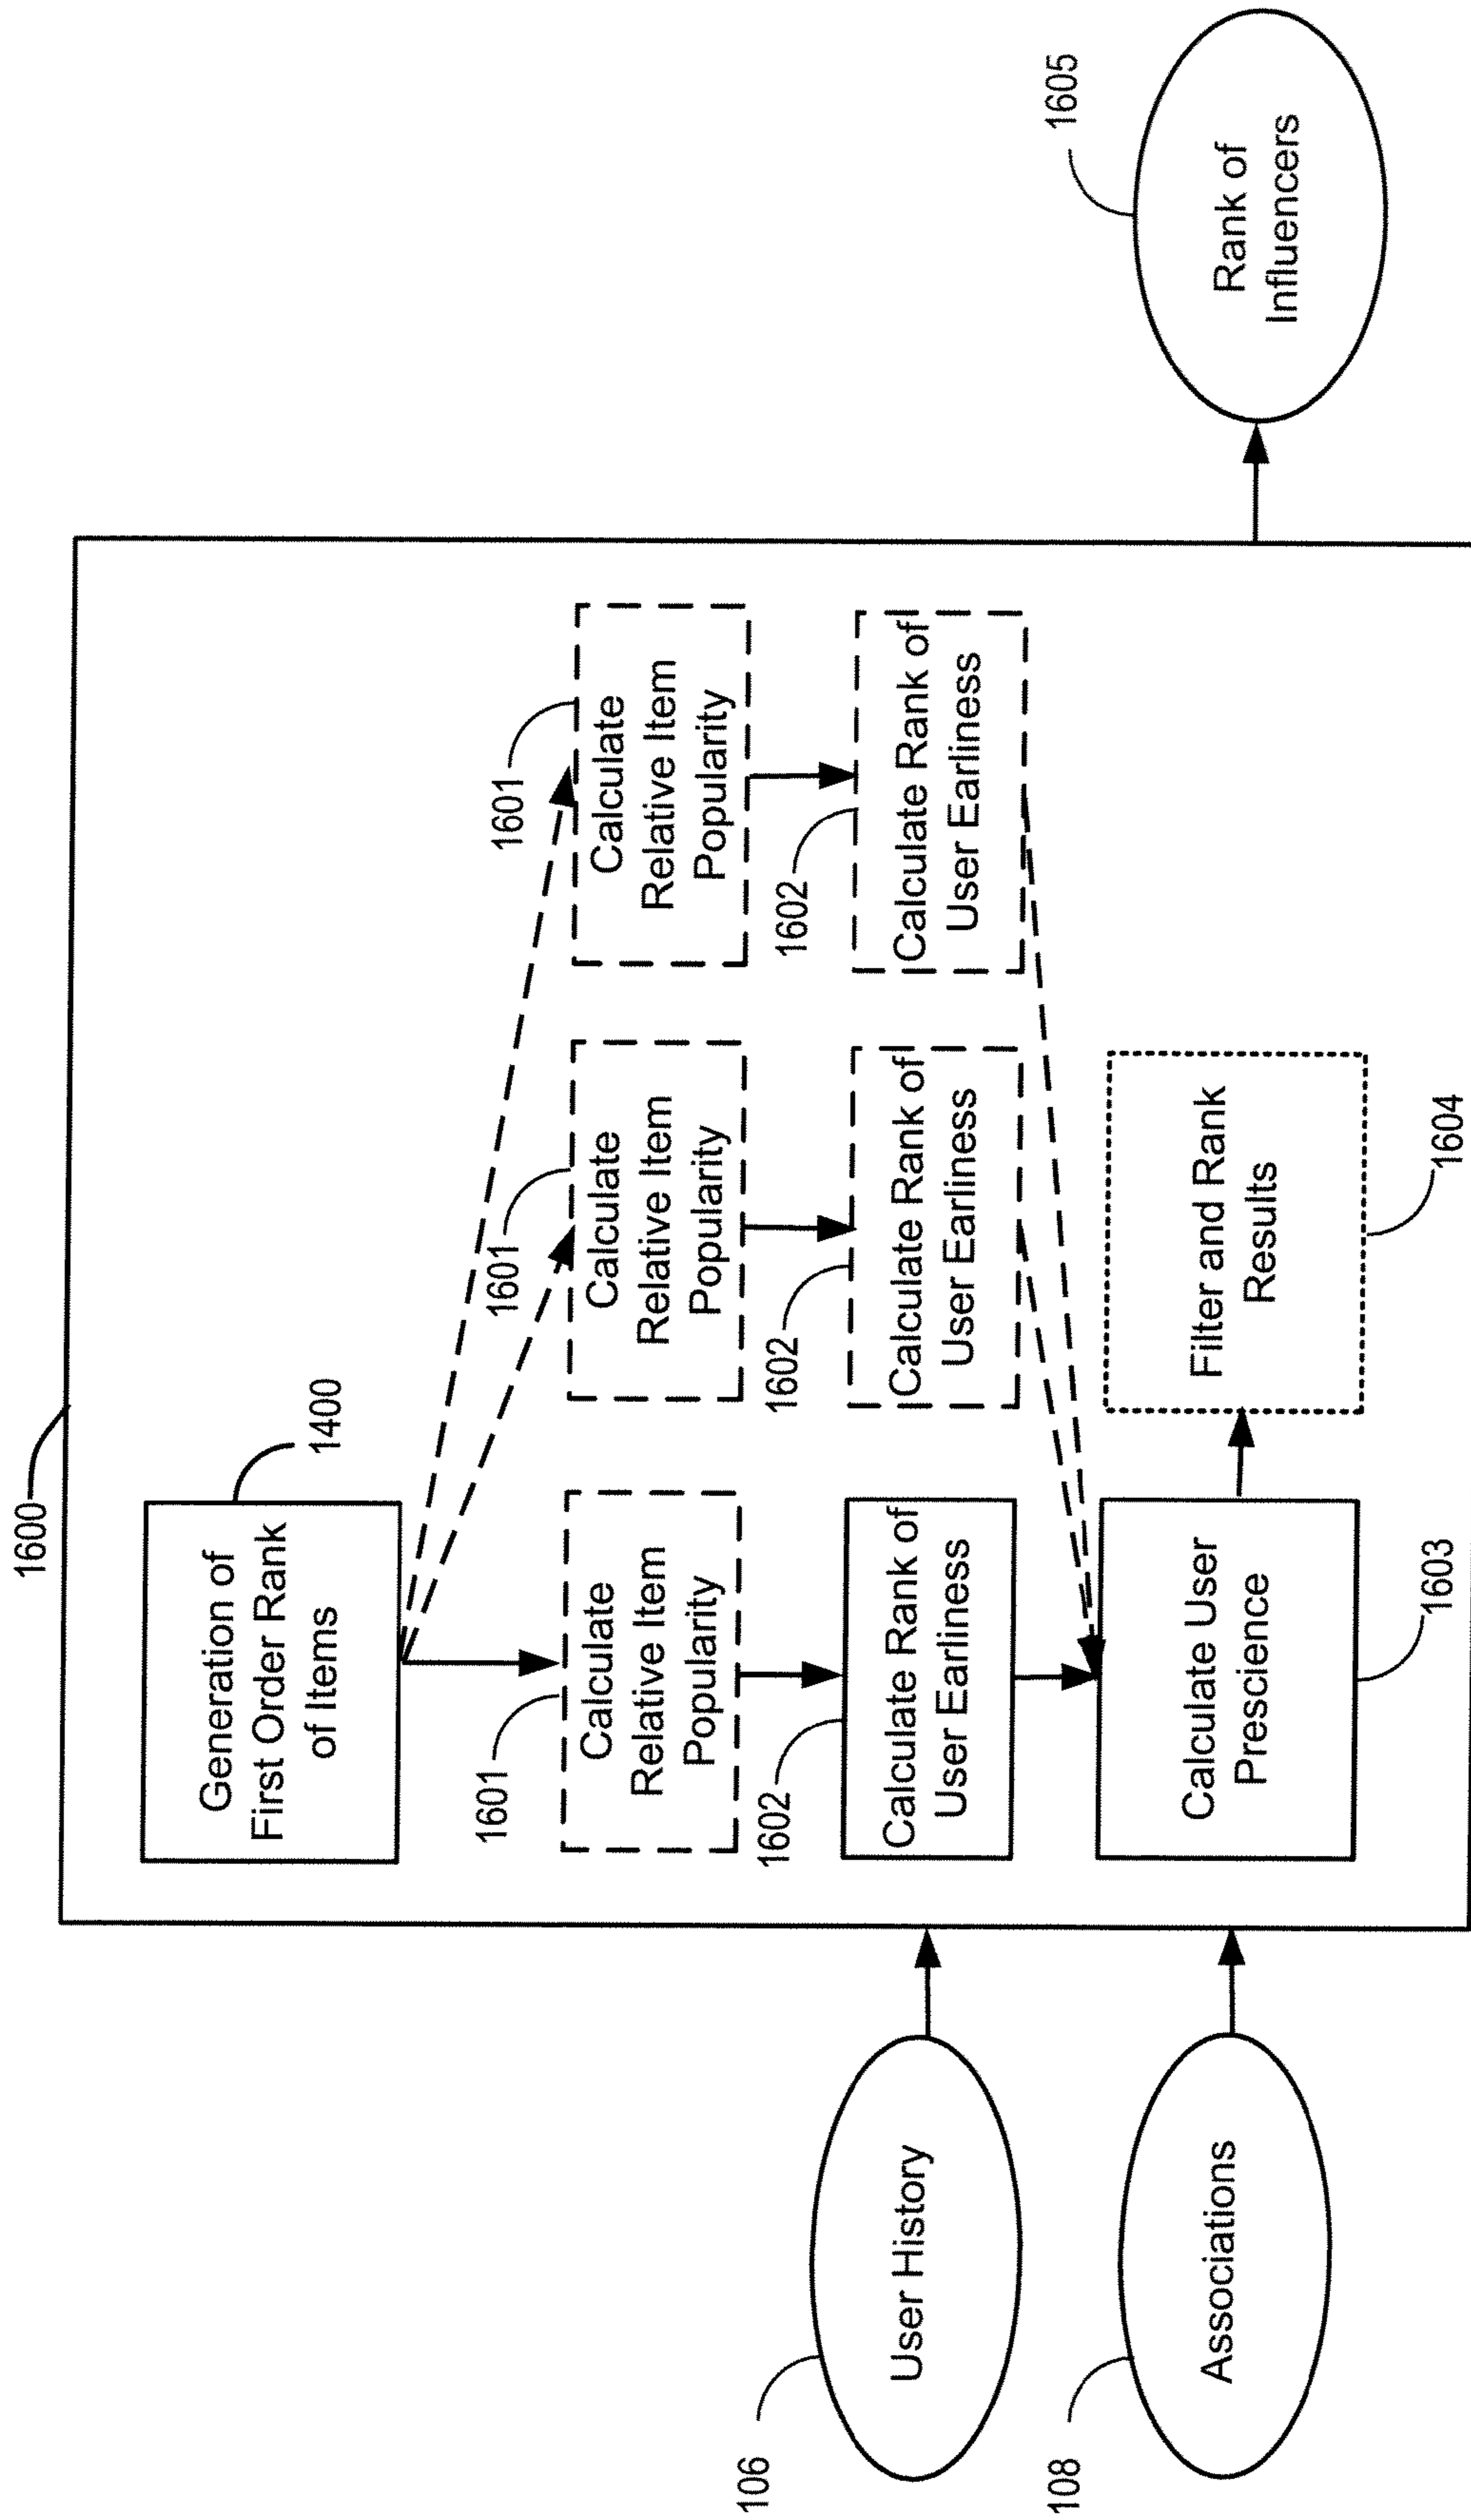 1600
Generation of
First Order Rank
of Items
1400
1601
Calculate
Relative Item
Popularity
1601
Calculate
Relative Item
Popularity
1601
Calculate
Relative Item
Popularity
106
User History
1602
Calculate Rank of
User Earliness
1602
Calculate Rank of
User Earliness
1602
Calculate Rank of
User Earliness
108
Associations
Calculate User
Prescience
1603
Filter and Rank
Results
1604
1605
Rank of
Influencers